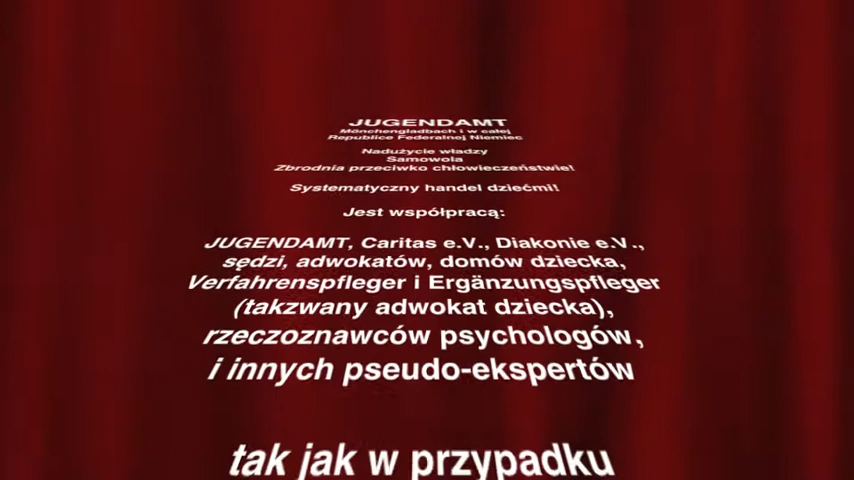 JUGENDAMT
Mönchengladbach i w całej
Republice Federalnej Niemiec
Nadużycie władzy
Samowola
Zbrodnia przeciwko chłowieczeństwie!
Systematyczny handel dziećmi!
Jest współpracą:
JUGENDAMT, Caritas e.V., Diakonie e.V.,
sędzi, adwokatów, domów dziecka,
Verfahrenspfleger i Ergänzungspfleger
(takzwany adwokat dziecka),
rzeczoznawców psychologów,
i innych pseudo-ekspertów
tak jak w przypadku